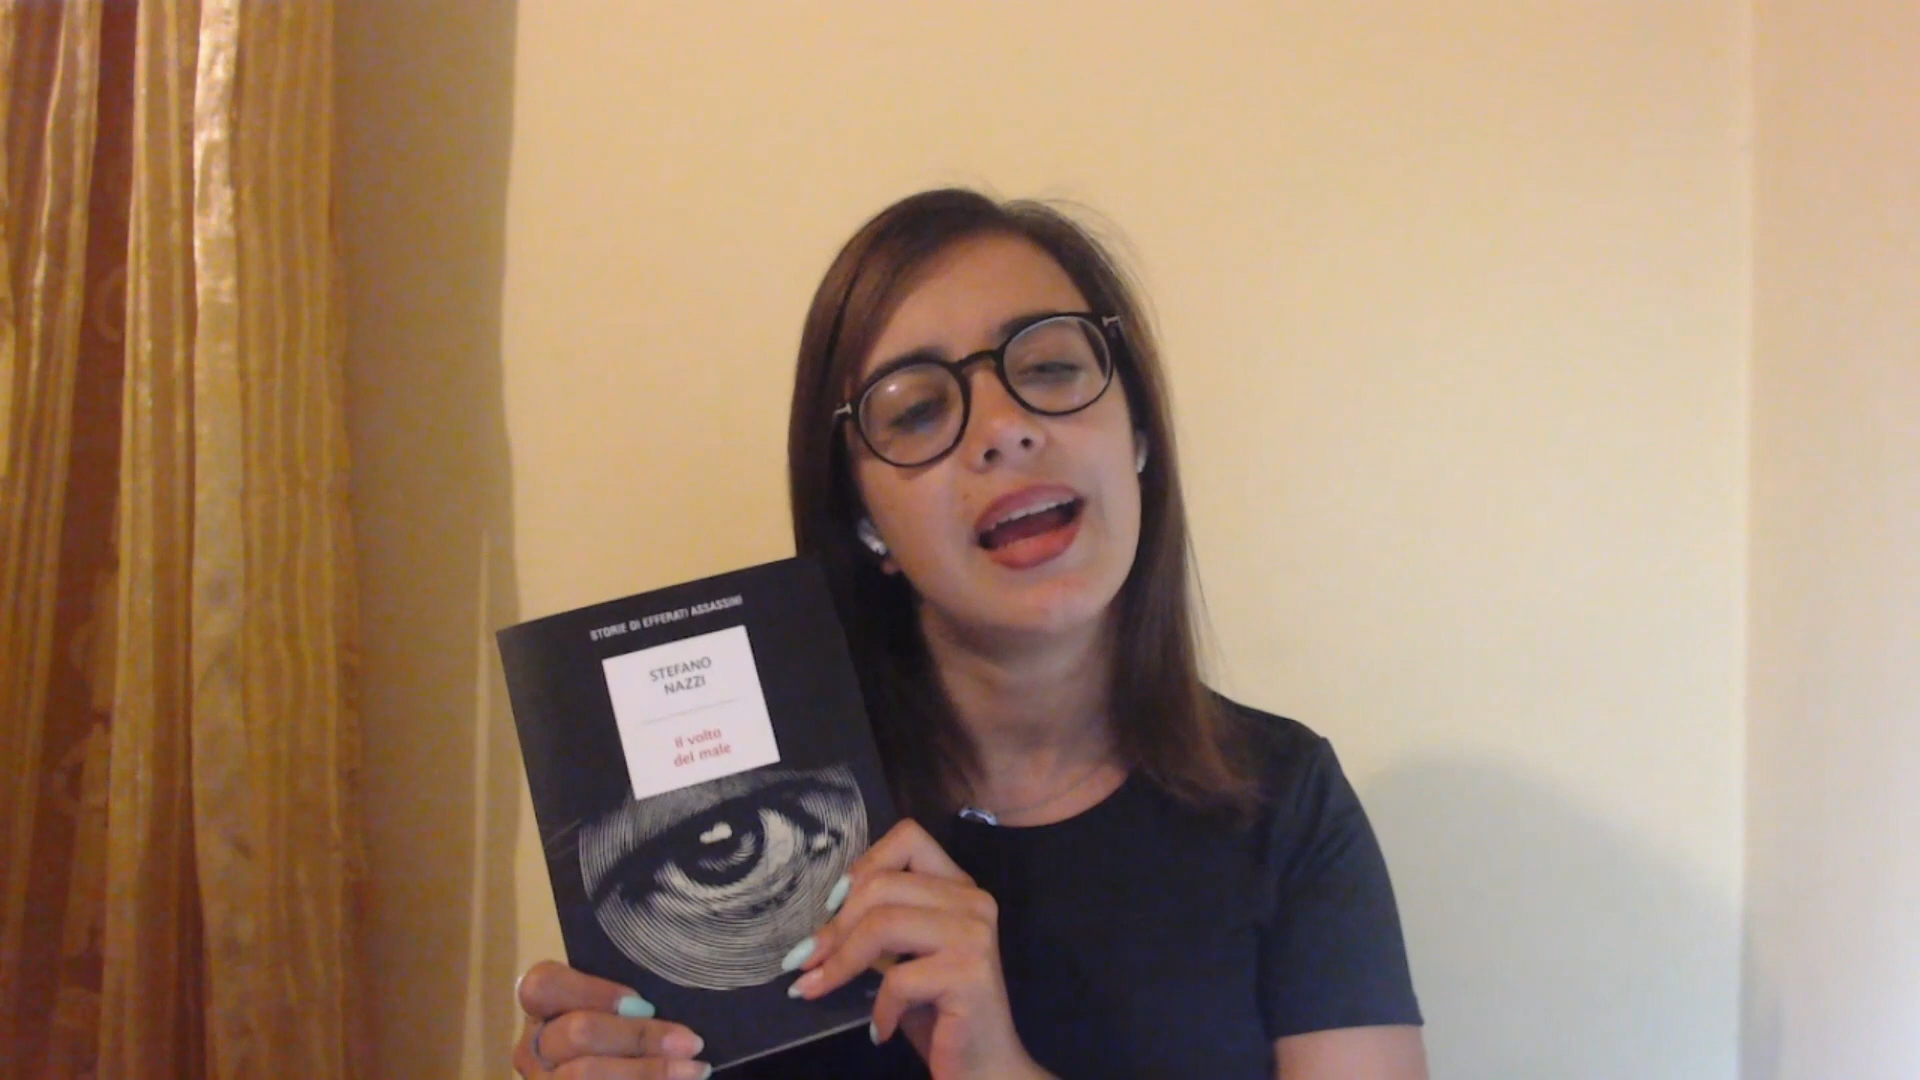 STORIE DI EFFERATI ASSASSINI
STEFANO
NAZZI
Il volto
del male